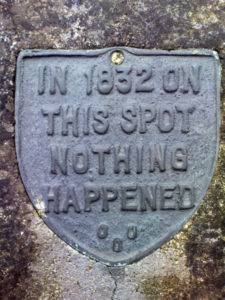 IN 1832 ON
THIS SPOT
NOTHING
HAPPENED